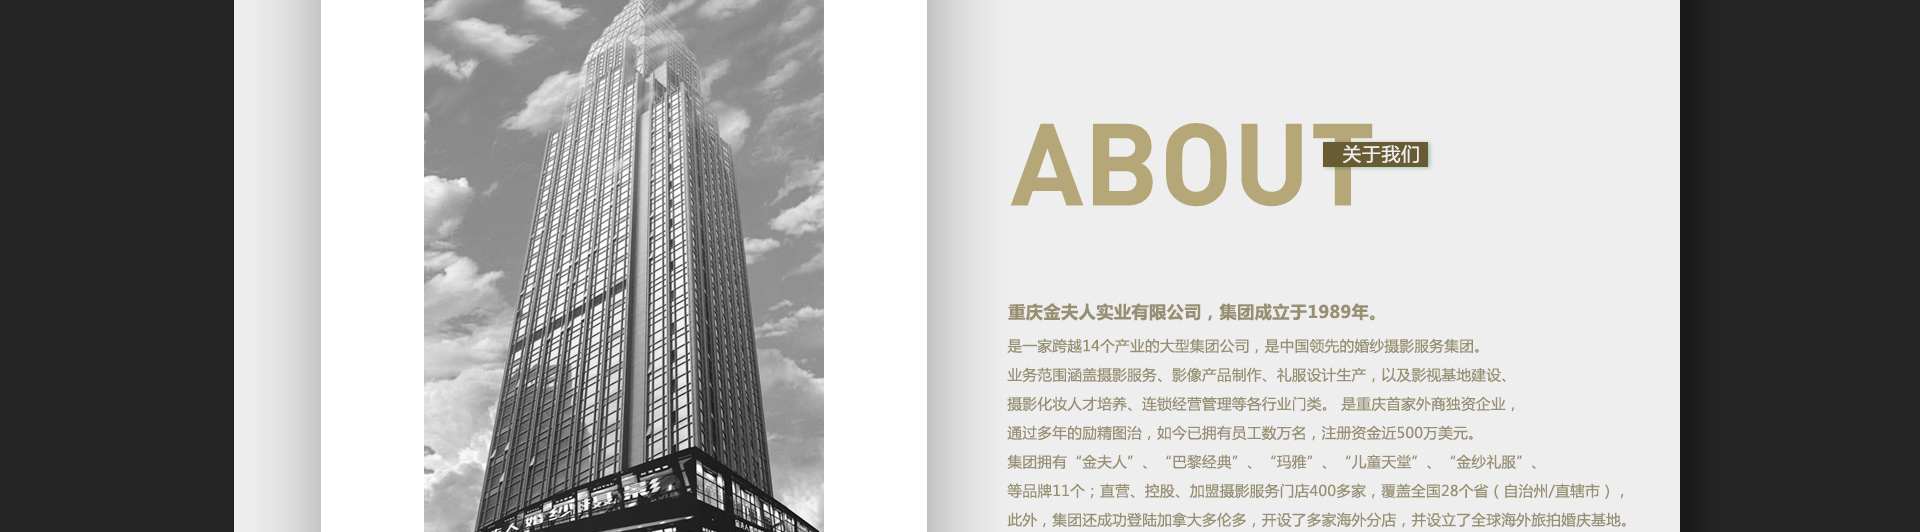 ABOUT
关于我们
重庆金夫人实业有限公司，集团成立于1989年。
是一家跨越14个产业的大型集团公司，是中国领先的婚纱摄影服务集团。
业务范围涵盖摄影服务、影像产品制作、礼服设计生产，以及影视基地建设、
摄影化妆人才培养、连锁经营管理等各行业门类。 是重庆首家外商独资企业，
通过多年的励精图治，如今已拥有员工数万名，注册资金近500万美元。
集团拥有“金夫人”、“巴黎经典”、“玛雅”、“儿童天堂”、“金纱礼服”、
等品牌11个；直营、控股、加盟摄影服务门店400多家，覆盖全国28个省（自治州/直辖市），
此外，集团还成功登陆加拿大多伦多，开设了多家海外分店，并设立了全球海外旅拍婚庆基地。